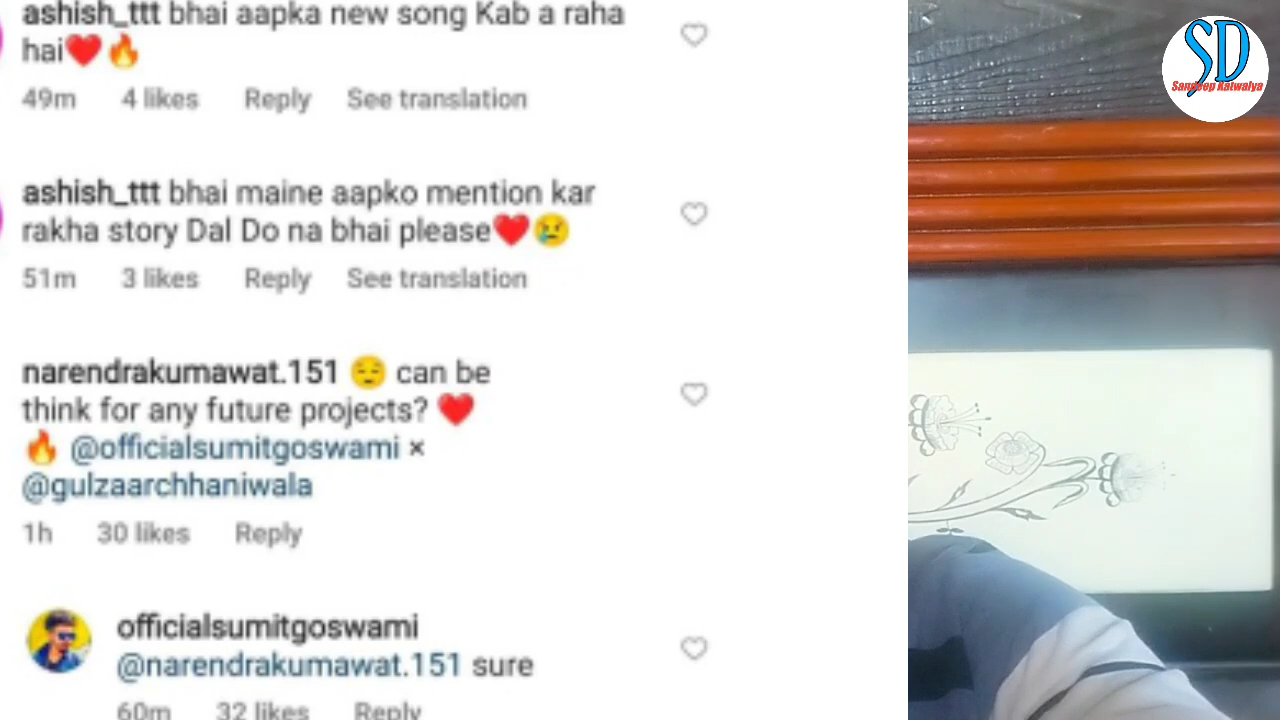 ashish_ttt bhai aapka new song Kab a raha
hai❤️🔥
49m 4 likes Reply See translation
ashish_ttt bhai maine aapko mention kar
rakha story Dal Do na bhai please❤️😢
51m 3 likes Reply See translation
narendrakumawat.151 😔 can be
think for any future projects? ❤️
🔥 @officialsumitgoswami ×
@gulzaarchhaniwala
1h 30 likes Reply
officialsumitgoswami
@narendrakumawat.151 sure
60m 32 likes Reply
SD
Sandeep Katwalya